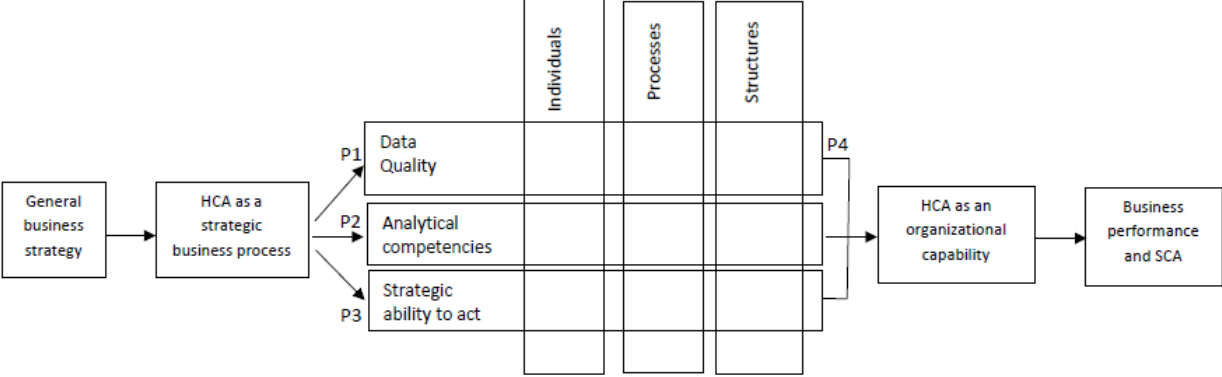 Individuals
Processes
Structures
P1
Data
Quality
P4
General
business
strategy
HCA as a
strategic
business process
P2
Analytical
competencies
HCA as an
organizational
capability
Business
performance
and SCA
P3
Strategic
ability to act